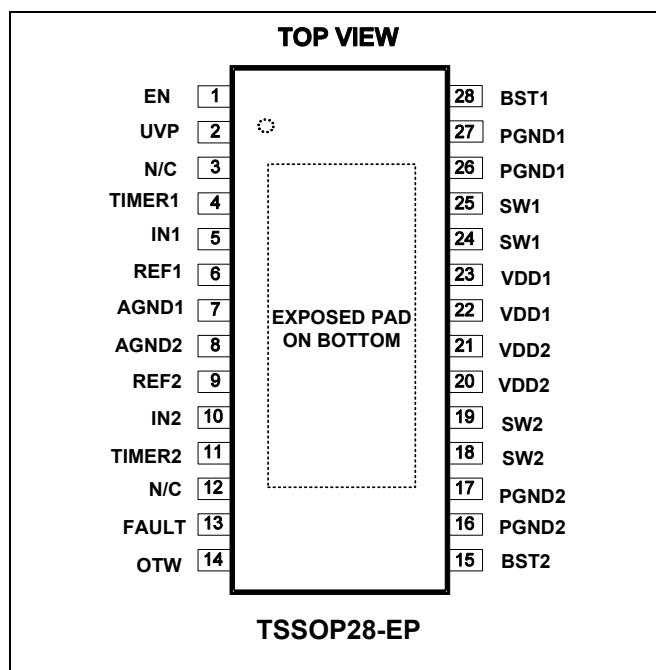 TOP VIEW
EN 1 28 BST1
UVP 2 27 PGND1
N/C 3 26 PGND1
TIMER1 4 25 SW1
IN1 5 24 SW1
REF1 6 23 VDD1
AGND1 7 22 VDD1
EXPOSED PAD
ON BOTTOM
AGND2 8 21 VDD2
REF2 9 20 VDD2
IN2 10 19 SW2
TIMER2 11 18 SW2
N/C 12 17 PGND2
FAULT 13 16 PGND2
OTW 14 15 BST2
TSSOP28-EP